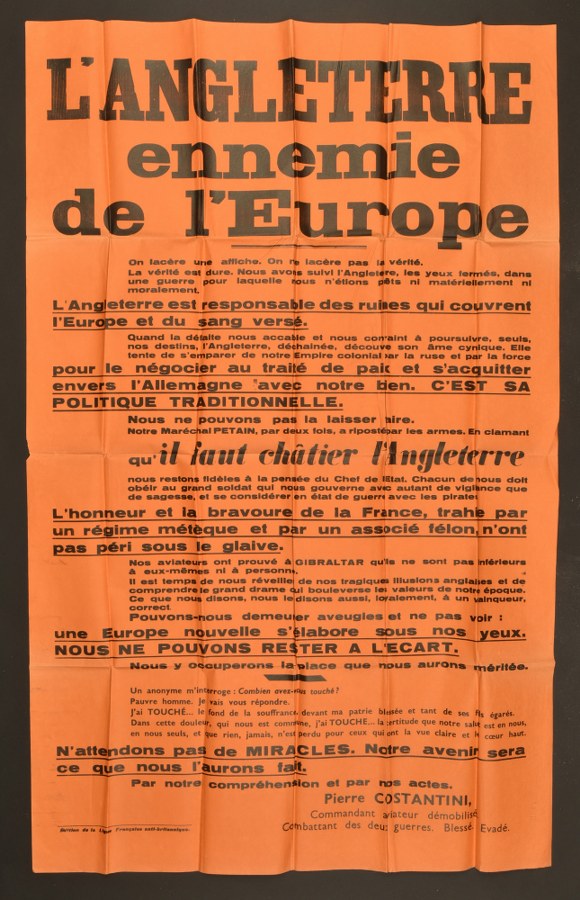 L'ANGLETERRE
ennemie
de l'Europe
On lacère une affiche. On ne lacère pas la vérité.
La vérité est dure. Nous avons suivi l'Angleterre, les yeux fermés, dans
une guerre pour laquelle nous n'étions prêts ni matériellement ni
moralement.
L'Angleterre est responsable des ruines qui couvrent
l'Europe et du sang versé.
Quand la défaite nous accable et nous contraint à poursuivre, seuls,
nos destins, l'Angleterre, déchaînée, découvre son âme cynique. Elle
tente de s'emparer de notre Empire colonial par la ruse et par la force
pour le négocier au traité de paix et s'acquitter
envers l'Allemagne avec notre bien. C'EST SA
POLITIQUE TRADITIONNELLE.
Nous ne pouvons pas la laisser faire.
Notre Maréchal PETAIN, par deux fois, a riposté par les armes. En clamant
qu'il faut châtier l'Angleterre
nous restons fidèles à la pensée du Chef de l'Etat. Chacun de nous doit
obéir au grand soldat qui nous gouverne avec autant de vigilance que
de sagesse, et se considérer en état de guerre avec les pirates
L'honneur et la bravoure de la France, trahie par
un régime métèque et par un associé félon, n'ont
pas péri sous le glaive.
Nos aviateurs ont prouvé à GIBRALTAR qu'ils ne sont pas inférieurs
à eux-mêmes ni à personne.
Il est temps de nous réveiller de nos tragiques illusions anglaises et de
comprendre le grand drame qui bouleverse les valeurs de notre époque.
Ce que nous disons, nous le disons aussi, loyalement, à un vainqueur,
correct
Pouvons-nous demeurer aveugles et ne pas voir :
une Europe nouvelle s'élabore sous nos yeux.
NOUS NE POUVONS RESTER A L'ECART.
Nous y occuperons la place que nous aurons méritée.
Un anonyme m'interroge : Combien avez-vous touché ?
Pauvre homme. Je vais vous répondre.
J'ai TOUCHÉ... le fond de la souffrance, devant ma patrie blessée et tant de ses fils égarés.
Dans cette douleur, qui nous est commune, j'ai TOUCHÉ... la certitude que notre salut est en nous,
en nous seuls, et que rien, jamais, n'est perdu pour ceux qui ont la vue claire et le cœur haut.
N'attendons pas de MIRACLES. Notre avenir sera
ce que nous l'aurons fait.
Par notre compréhension et par nos actes.
Pierre COSTANTINI,
Commandant aviateur démobilisé,
Combattant des deux guerres. Blessé. Evadé.
Section de la Ligue Française anti-britannique.